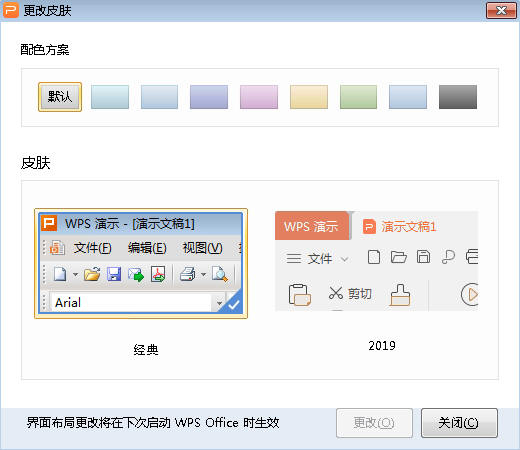 更改皮肤
配色方案
默认
皮肤
WPS 演示 - [演示文稿1]
文件(F) 编辑(E) 视图(V)
Arial
WPS 演示 演示文稿1
文件
剪切
经典
2019
界面布局更改将在下次启动 WPS Office 时生效
更改(O) 关闭(C)